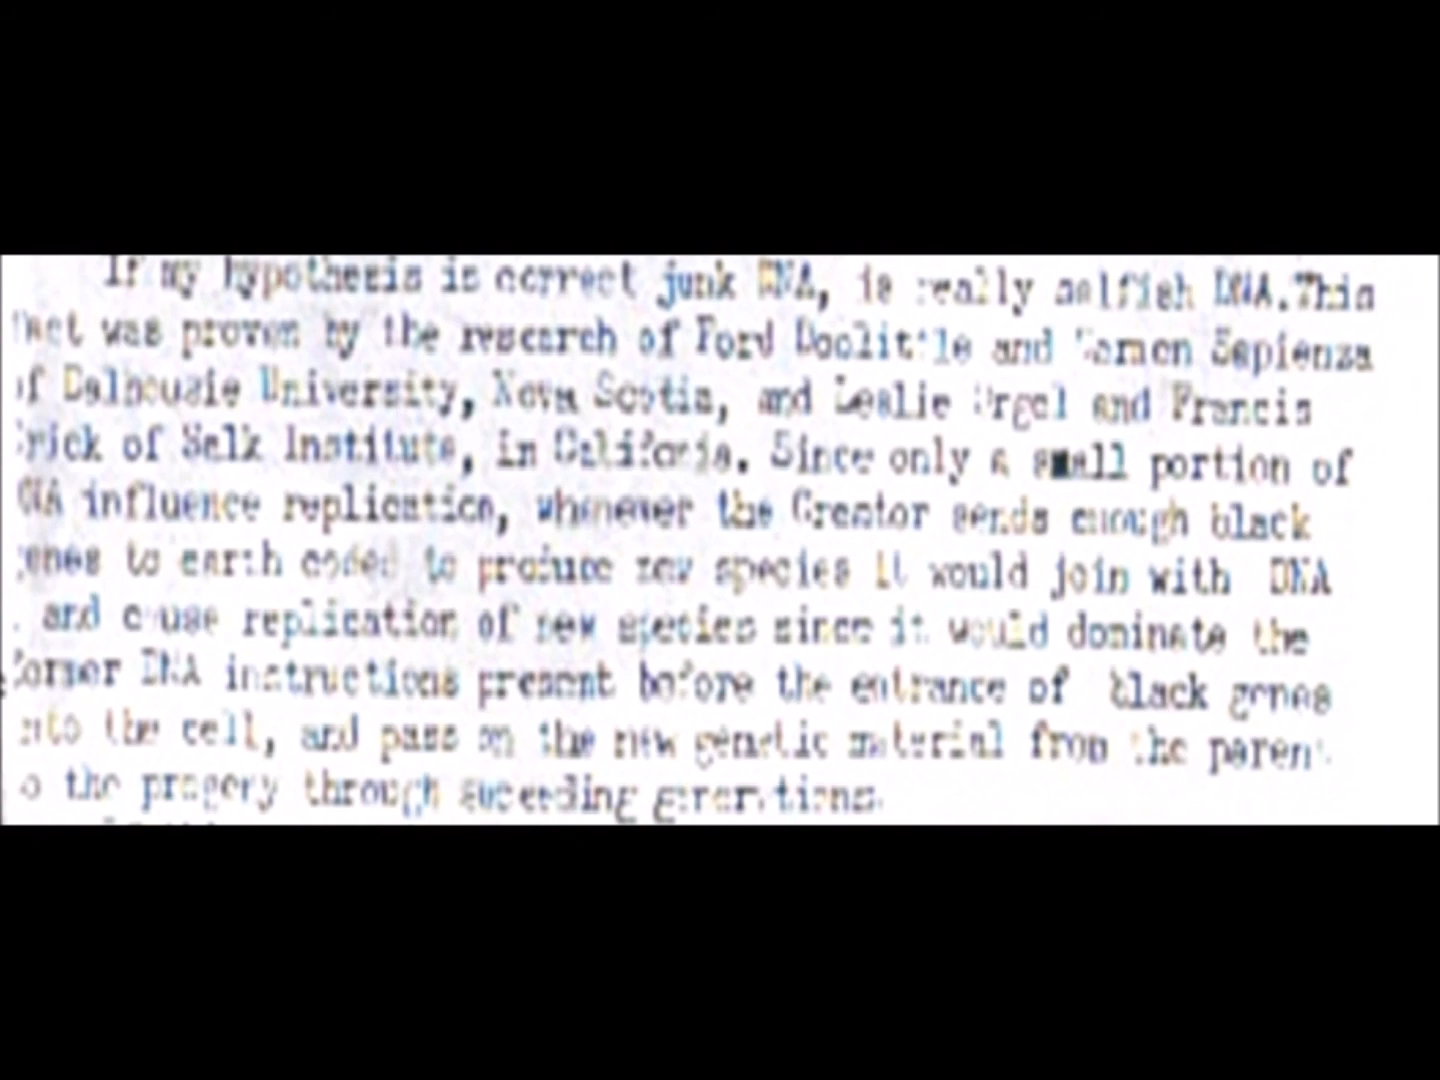 If my hypothesis is correct junk DNA, is really selfish DNA.This
was proven by the research of Ford Doolittle and Carmen Sapienza
of Dalhousie University, Nova Scotia, and Leslie Orgel and Francis
Crick of Salk Institute, in California. Since only a small portion of
DNA influence replication, whenever the Creator sends enough black
genes to earth coded to produce new species it would join with DNA
and cause replication of new species since it would dominate the
former DNA instructions present before the entrance of black genes
into the cell, and pass on the new genetic material from the parent
to the progery through suceeding generations.